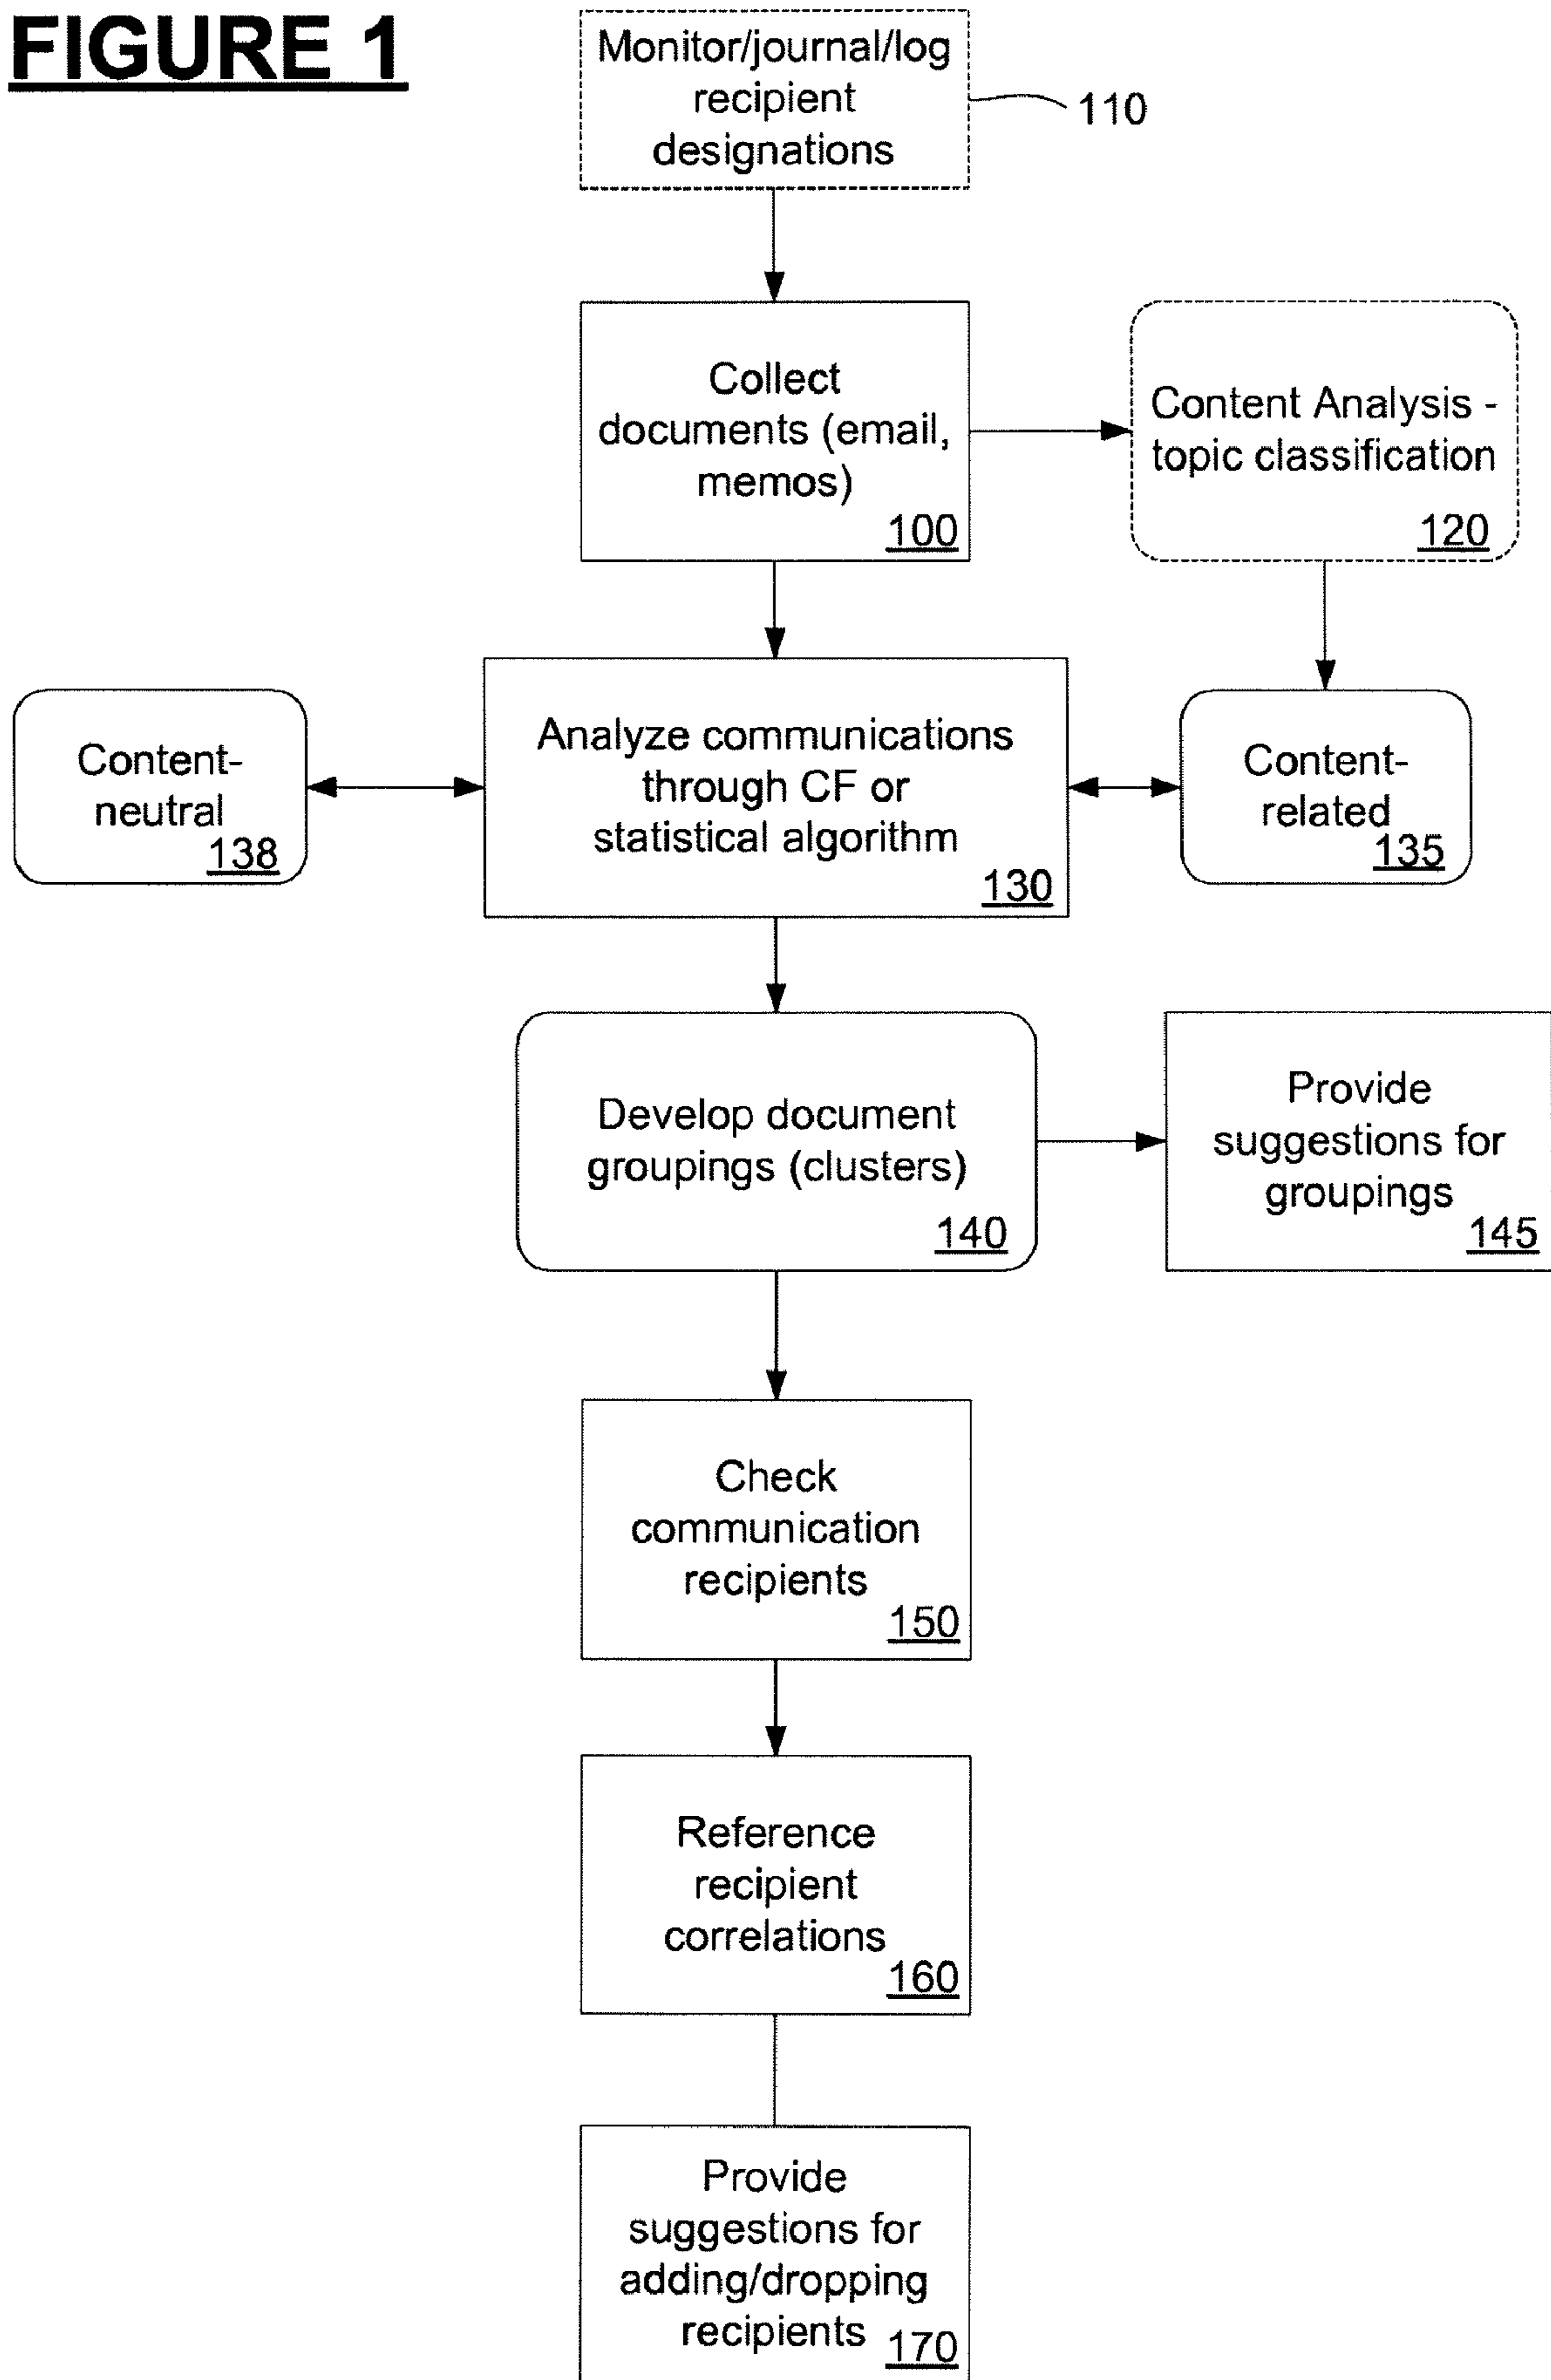 FIGURE 1
Monitor/journal/log
recipient
designations
110
Collect
documents (email,
memos)
100
Content Analysis -
topic classification
120
Content-
neutral
138
Analyze communications
through CF or
statistical algorithm
130
Content-
related
135
Develop document
groupings (clusters)
140
Provide
suggestions for
groupings
145
Check
communication
recipients
150
Reference
recipient
correlations
160
Provide
suggestions for
adding/dropping
recipients
170